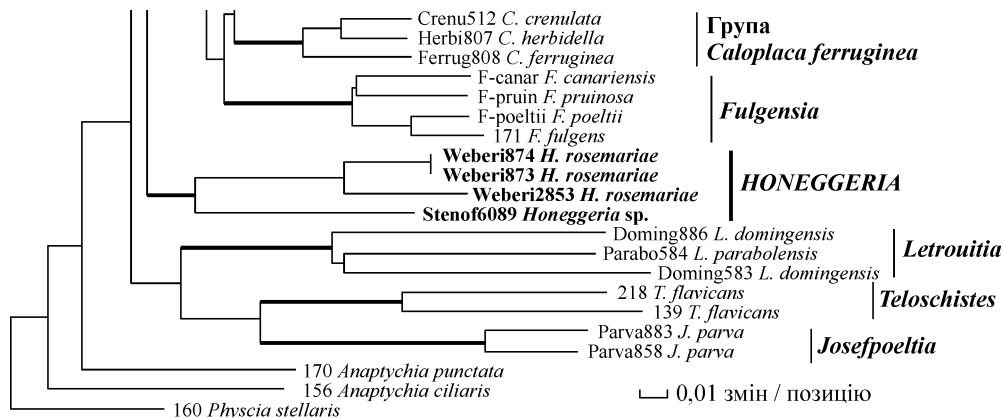 Crenu512 C. crenulata
Herbi807 C. herbidella
Ferrug808 C. ferruginea
Група
Caloplaca ferruginea
F-canar F. canariensis
F-pruin F. pruinosa
F-poeltii F. poeltii
171 F. fulgens
Fulgensia
Weberi874 H. rosemariae
Weberi873 H. rosemariae
Weberi2853 H. rosemariae
Stenof6089 Honeggeria sp.
HONEGGERIA
Doming886 L. domingensis
Parabo584 L. parabolensis
Doming583 L. domingensis
Letrouitia
218 T. flavicans
139 T. flavicans
Teloschistes
Parva883 J. parva
Parva858 J. parva
Josefpoeltia
170 Anaptychia punctata
156 Anaptychia ciliaris
160 Physcia stellaris
0,01 змін / позицію